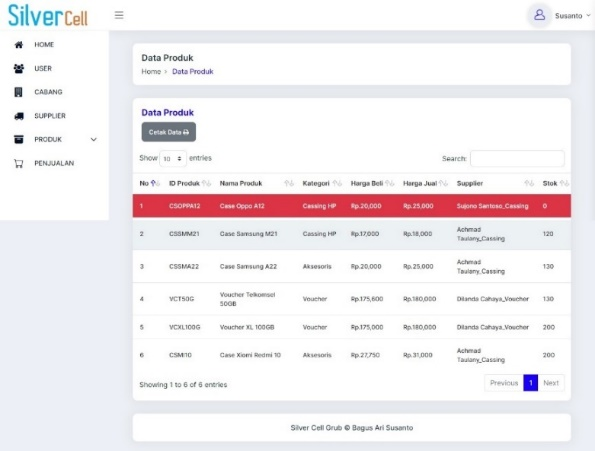 SilverCell
Susanto
HOME
USER
CABANG
SUPPLIER
PRODUK
PENJUALAN
Data Produk
Home > Data Produk
Data Produk
Cetak Data
Show 10 entries
Search:
No ID Produk Nama Produk Kategori Harga Beli Harga Jual Supplier Stok
1 CSOPPA12 Case Oppo A12 Cassing HP Rp.20,000 Rp.25,000 Sujono Santoso_Cassing 0
2 CSSMM21 Case Samsung M21 Cassing HP Rp.17,000 Rp.18,000 Achmad Taulany_Cassing 120
3 CSSMA22 Case Samsung A22 Aksesoris Rp.20,000 Rp.25,000 Achmad Taulany_Cassing 130
4 VCT50G Voucher Telkomsel 50GB Voucher Rp.175,600 Rp.180,000 Dilanda Cahaya_Voucher 130
5 VCXL100G Voucher XL 100GB Voucher Rp.175,000 Rp.180,000 Dilanda Cahaya_Voucher 200
6 CSMI10 Case Xiomi Redmi 10 Aksesoris Rp.27,750 Rp.31,000 Achmad Taulany_Cassing 200
Showing 1 to 6 of 6 entries
Previous 1 Next
Silver Cell Grub © Bagus Ari Susanto